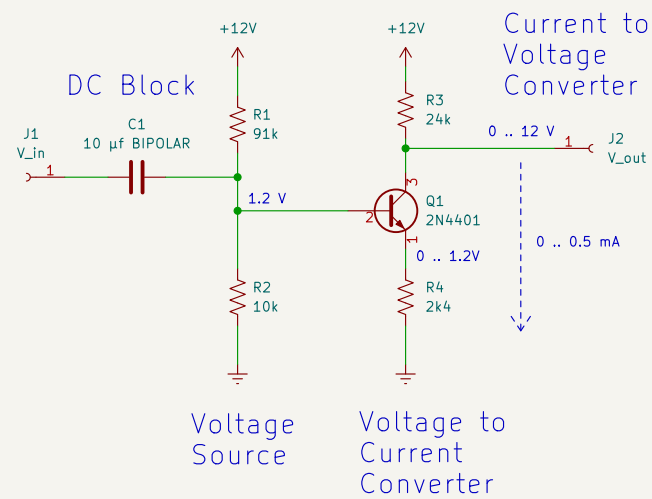 Current to
Voltage
Converter
+12V
+12V
DC Block
R1
91k
R3
24k
C1
10 µf BIPOLAR
J1
V_in
1
0 .. 12 V
1
J2
V_out
1.2 V
3
Q1
2N4401
2
1
0 .. 1.2V
0 .. 0.5 mA
R2
10k
R4
2k4
Voltage
Source
Voltage to
Current
Converter